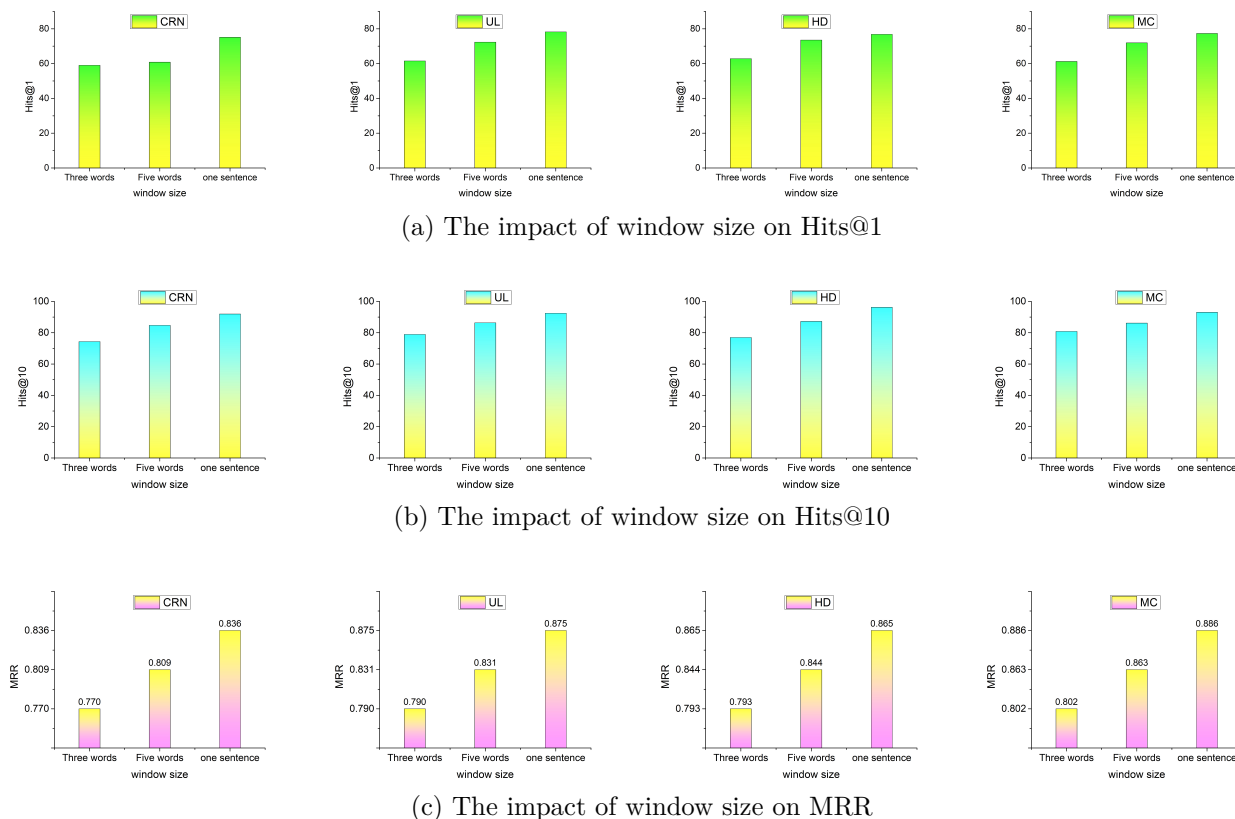 CRN
80
60
40
20
0
Hits@1
Three words Five words one sentence
window size
UL
80
60
40
20
0
Hits@1
Three words Five words one sentence
window size
HD
80
60
40
20
0
Hits@1
Three words Five words one sentence
window size
MC
80
60
40
20
0
Hits@1
Three words Five words one sentence
window size
(a) The impact of window size on Hits@1
CRN
100
80
60
40
20
0
Hits@10
Three words Five words one sentence
window size
UL
100
80
60
40
20
0
Hits@10
Three words Five words one sentence
window size
HD
100
80
60
40
20
0
Hits@10
Three words Five words one sentence
window size
MC
100
80
60
40
20
0
Hits@10
Three words Five words one sentence
window size
(b) The impact of window size on Hits@10
CRN
0.836
0.809
0.770
MRR
0.770 0.809 0.836
Three words Five words one sentence
window size
UL
0.875
0.831
0.790
MRR
0.790 0.831 0.875
Three words Five words one sentence
window size
HD
0.865
0.844
0.793
MRR
0.793 0.844 0.865
Three words Five words one sentence
window size
MC
0.886
0.863
0.802
MRR
0.802 0.863 0.886
Three words Five words one sentence
window size
(c) The impact of window size on MRR